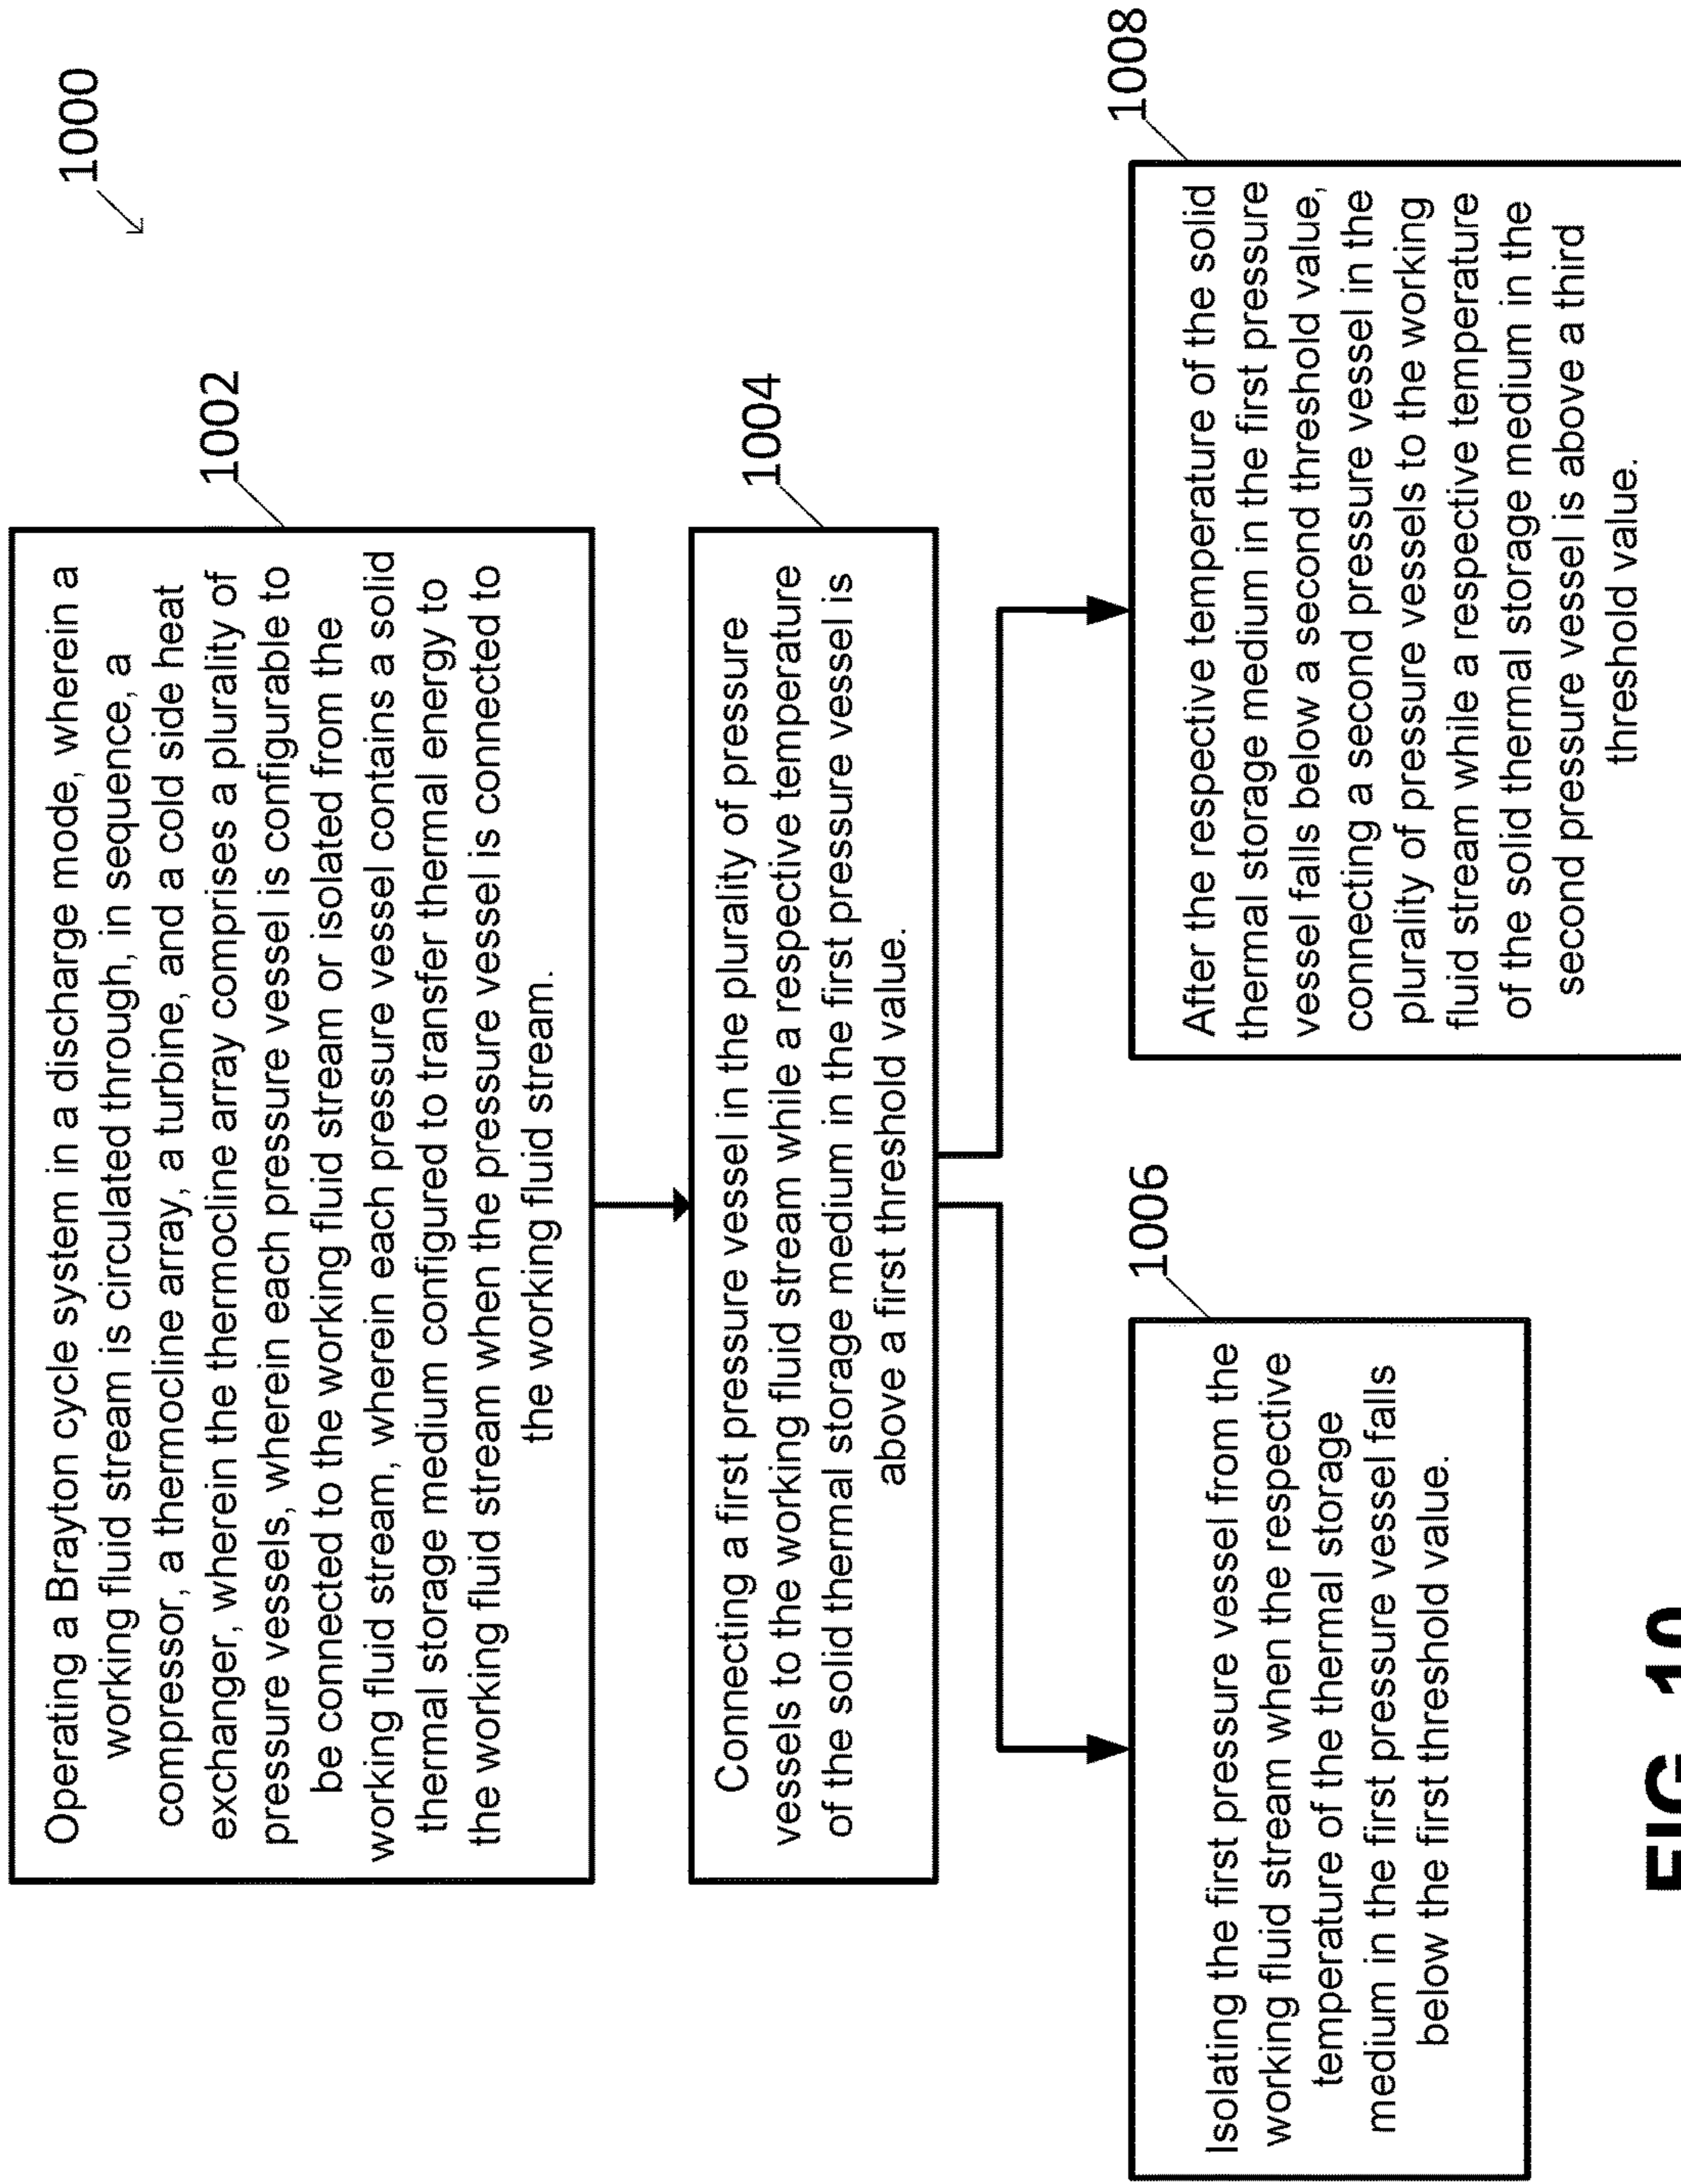 1000
1002
Operating a Brayton cycle system in a discharge mode, wherein a
working fluid stream is circulated through, in sequence, a
compressor, a thermocline array, a turbine, and a cold side heat
exchanger, wherein the thermocline array comprises a plurality of
pressure vessels, wherein each pressure vessel is configurable to
be connected to the working fluid stream or isolated from the
working fluid stream, wherein each pressure vessel contains a solid
thermal storage medium configured to transfer thermal energy to
the working fluid stream when the pressure vessel is connected to
the working fluid stream.
1004
Connecting a first pressure vessel in the plurality of pressure
vessels to the working fluid stream while a respective temperature
of the solid thermal storage medium in the first pressure vessel is
above a first threshold value.
1006
Isolating the first pressure vessel from the
working fluid stream when the respective
temperature of the thermal storage
medium in the first pressure vessel falls
below the first threshold value.
1008
After the respective temperature of the solid
thermal storage medium in the first pressure
vessel falls below a second threshold value,
connecting a second pressure vessel in the
plurality of pressure vessels to the working
fluid stream while a respective temperature
of the solid thermal storage medium in the
second pressure vessel is above a third
threshold value.
FIG. 10